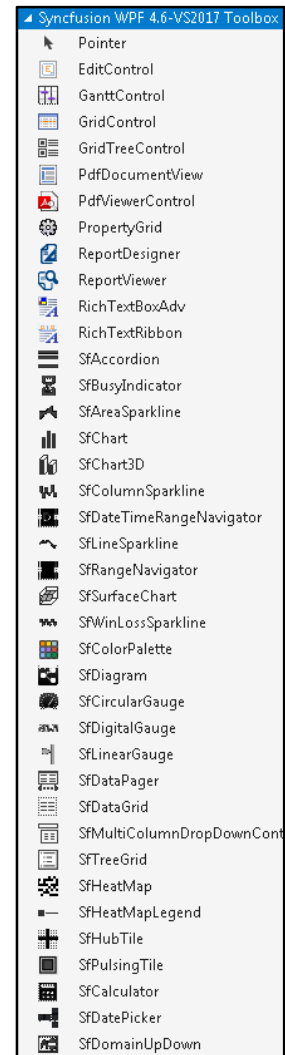 Syncfusion WPF 4.6-VS2017 Toolbox
Pointer
EditControl
GanttControl
GridControl
GridTreeControl
PdfDocumentView
PdfViewerControl
PropertyGrid
ReportDesigner
ReportViewer
RichTextBoxAdv
RichTextRibbon
SfAccordion
SfBusyIndicator
SfAreaSparkline
SfChart
SfChart3D
SfColumnSparkline
SfDateTimeRangeNavigator
SfLineSparkline
SfRangeNavigator
SfSurfaceChart
SfWinLossSparkline
SfColorPalette
SfDiagram
SfCircularGauge
SfDigitalGauge
SfLinearGauge
SfDataPager
SfDataGrid
SfMultiColumnDropDownCont
SfTreeGrid
SfHeatMap
SfHeatMapLegend
SfHubTile
SfPulsingTile
SfCalculator
SfDatePicker
SfDomainUpDown